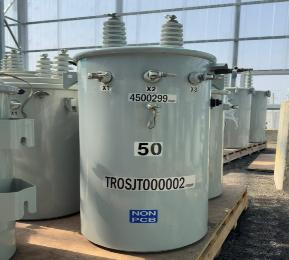 X1 X2 X3
4500299
50
TROSJT000002
NON
PCB